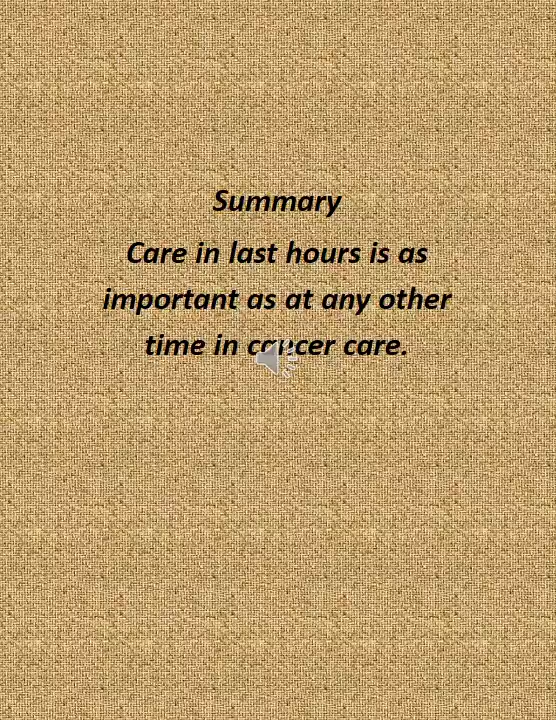 Summary
Care in last hours is as
important as at any other
time in cancer care.